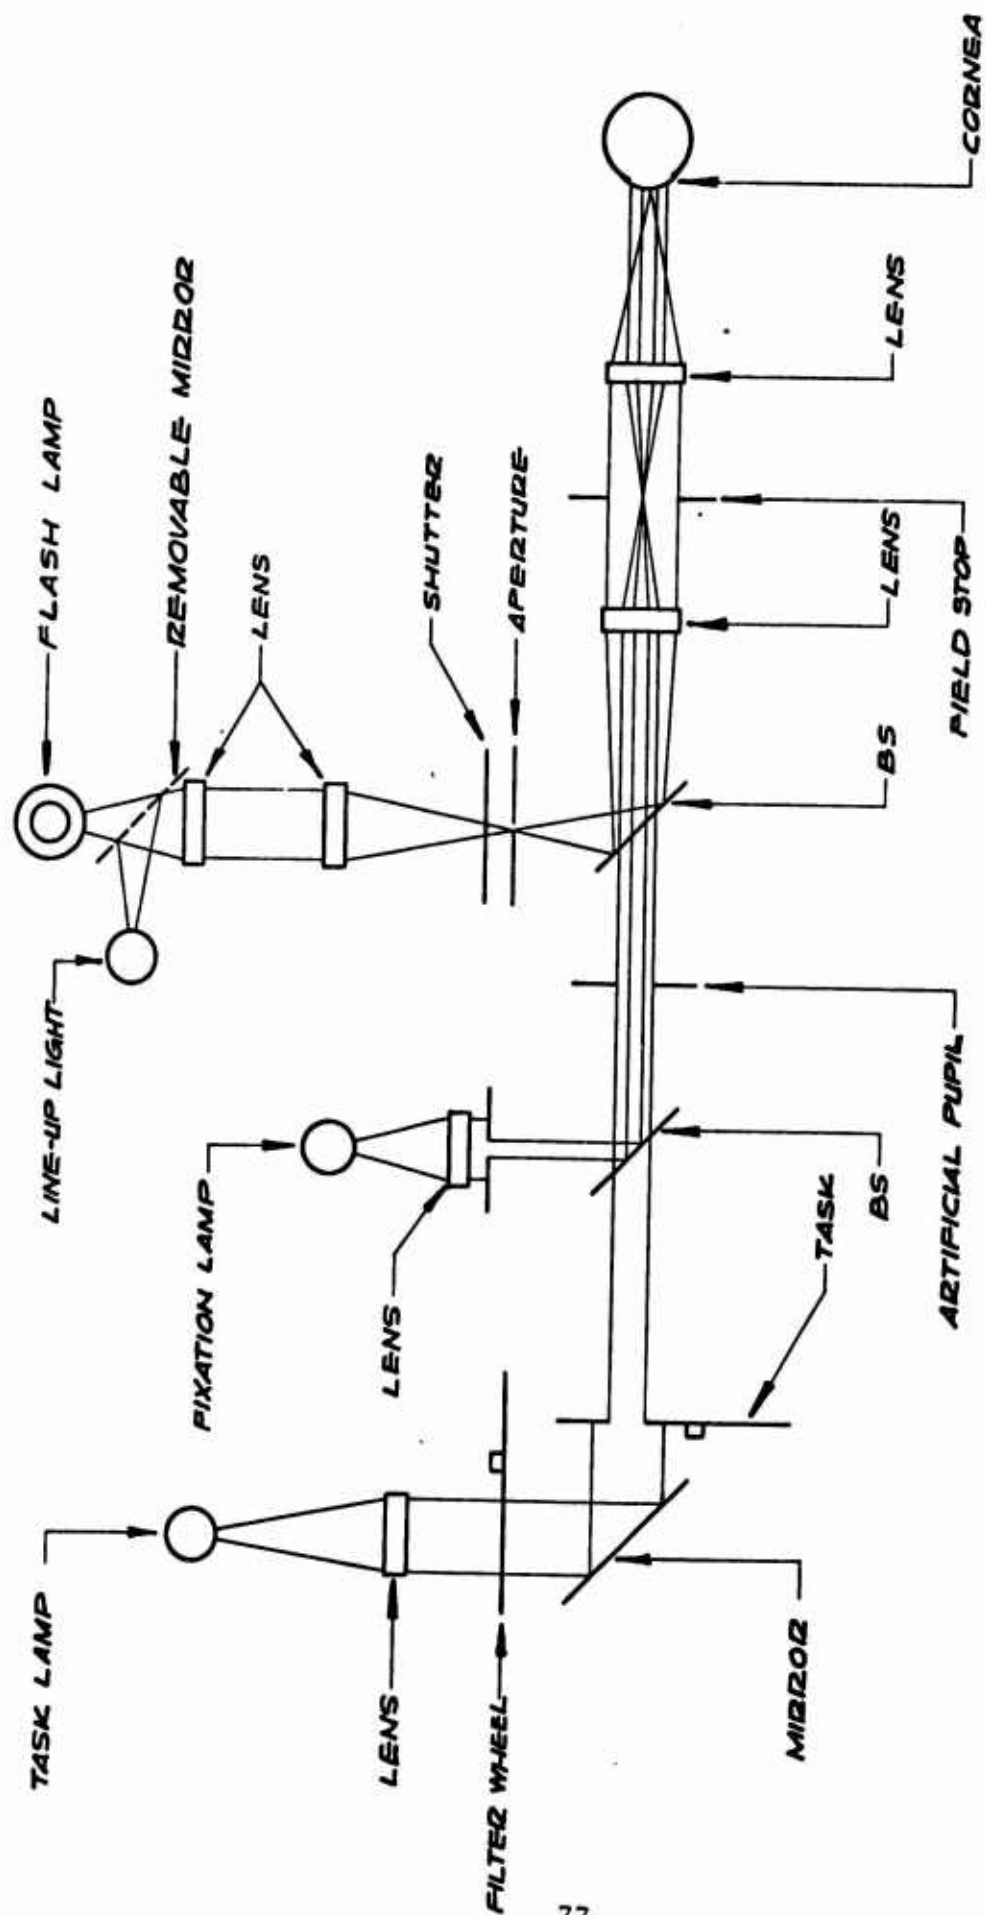 TASK LAMP
LINE-UP LIGHT
FLASH LAMP
REMOVABLE MIRROR
FIXATION LAMP
LENS
LENS
LENS
SHUTTER
FILTER WHEEL
APERTURE
MIRROR
TASK
BS
BS
LENS
LENS
ARTIFICIAL PUPIL
FIELD STOP
CORNEA